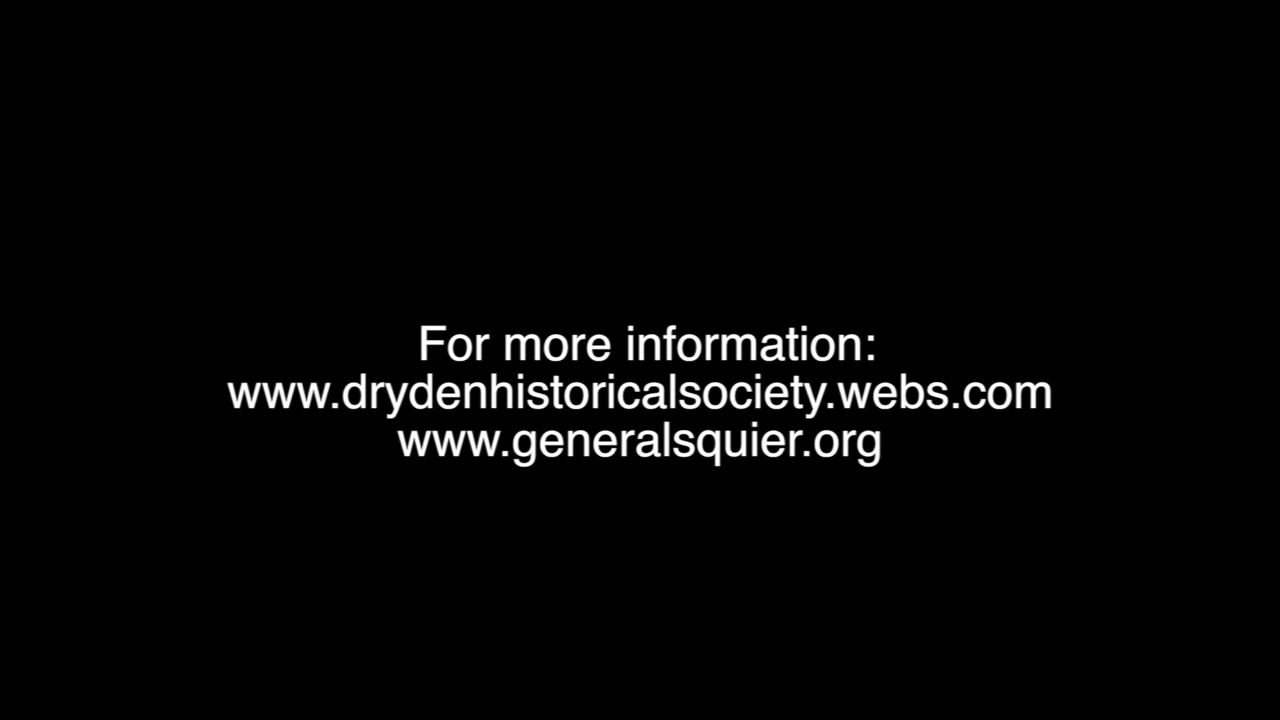 For more information:
www.drydenhistoricalsociety.webs.com
www.generalsquier.org